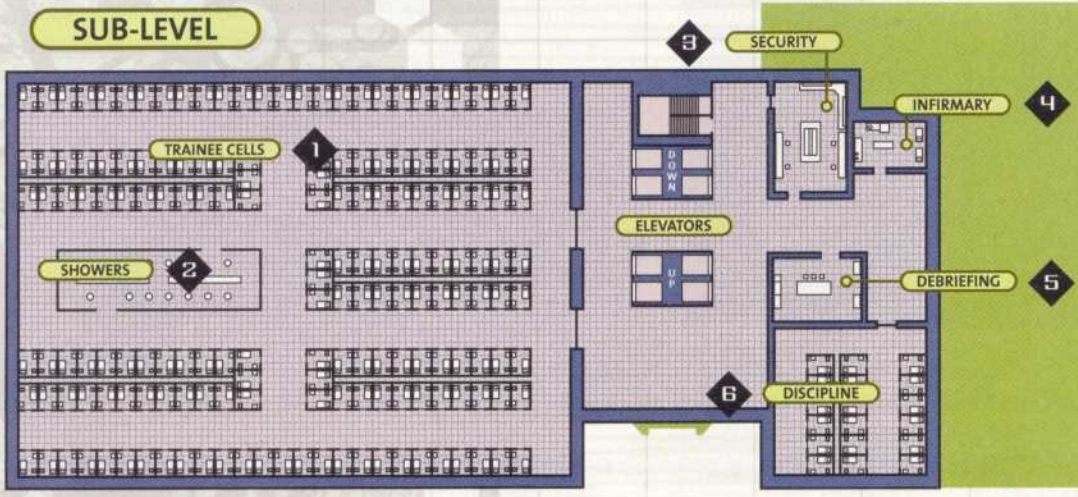 SUB-LEVEL
3
SECURITY
INFIRMARY
4
TRAINEE CELLS
1
DOWN
ELEVATORS
SHOWERS
2
UP
DEBRIEFING
5
6
DISCIPLINE